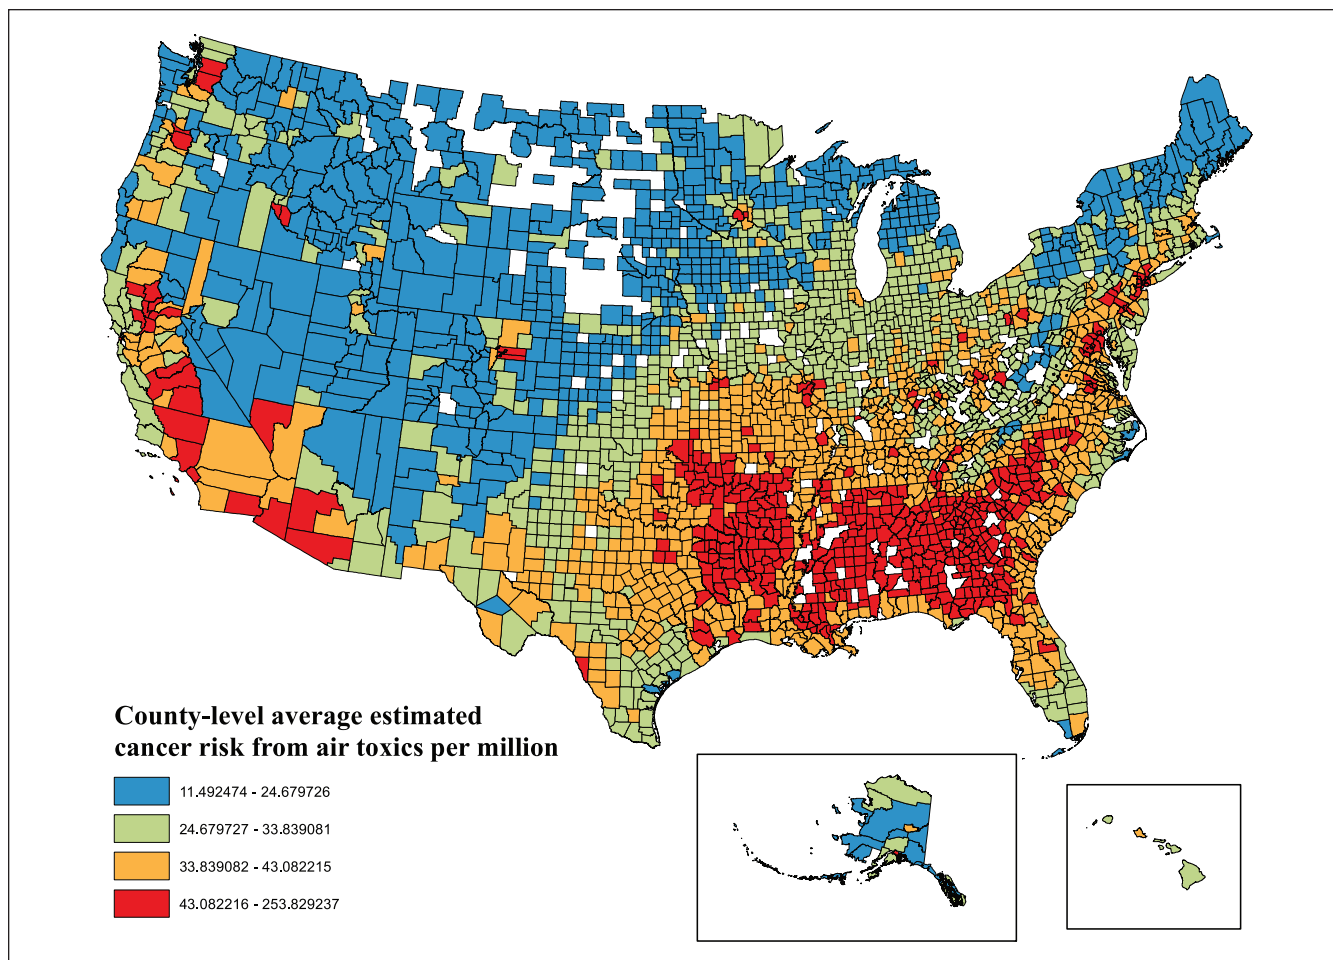 County-level average estimated
cancer risk from air toxics per million
11.492474 - 24.679726
24.679727 - 33.839081
33.839082 - 43.082215
43.082216 - 253.829237